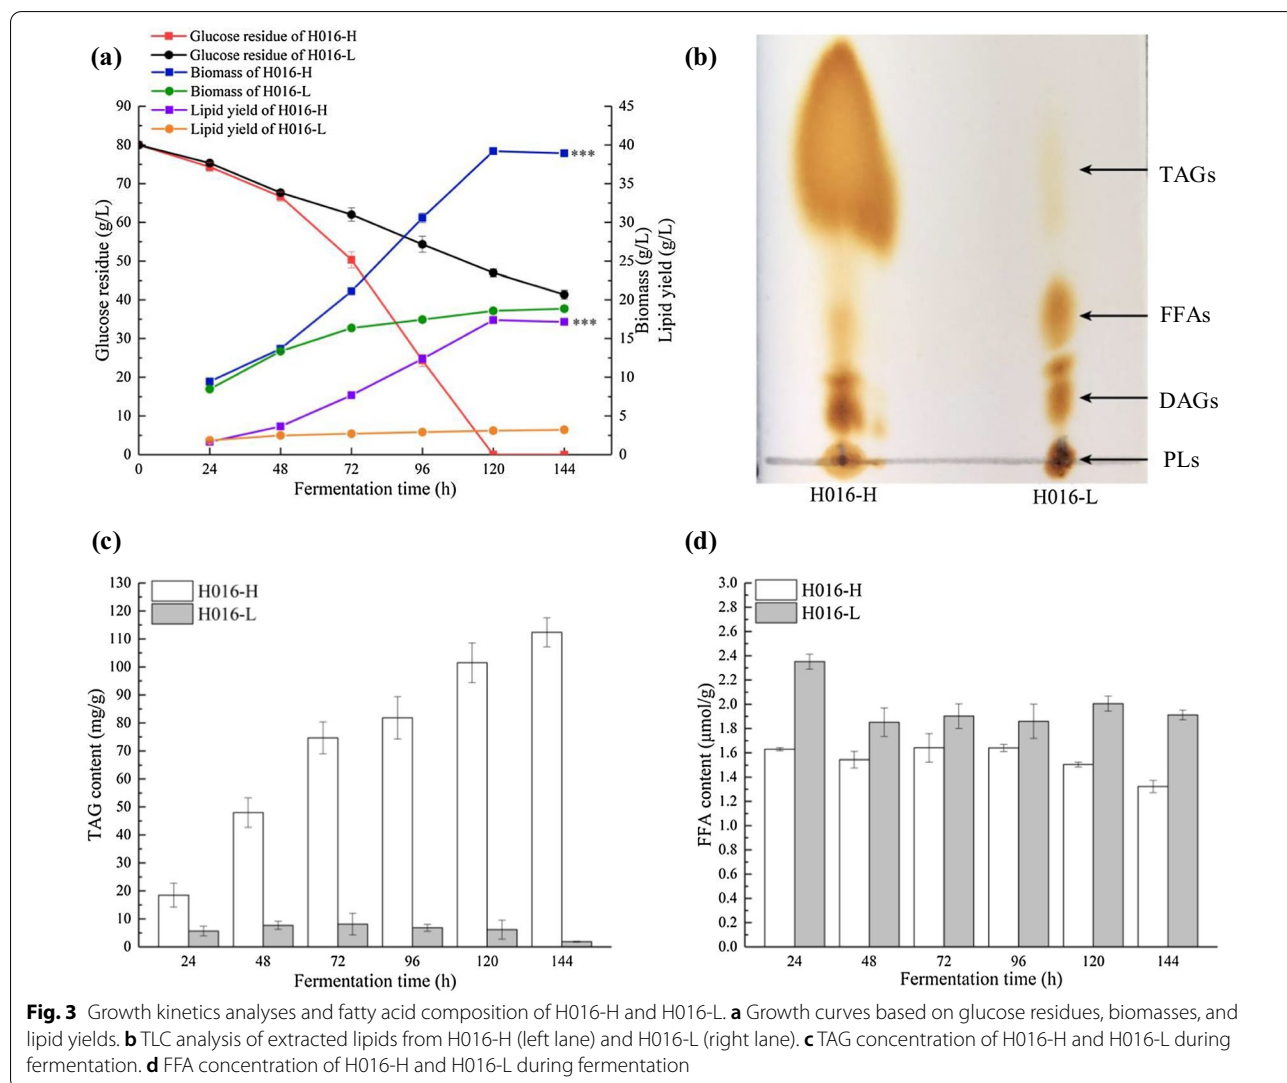 (a)
Glucose residue of H016-H
Glucose residue of H016-L
Biomass of H016-H
Biomass of H016-L
Lipid yield of H016-H
Lipid yield of H016-L
90
80
70
60
50
40
30
20
10
0
Glucose residue (g/L)
45
40
35
30
25
20
15
10
5
0
Biomass (g/L)
Lipid yield (g/L)
***
***
0 24 48 72 96 120 144
Fermentation time (h)
(b)
TAGs
FFAs
DAGs
PLs
H016-H H016-L
(c)
H016-H
H016-L
130
120
110
100
90
80
70
60
50
40
30
20
10
0
TAG content (mg/g)
24 48 72 96 120 144
Fermentation time (h)
(d)
H016-H
H016-L
3.0
2.8
2.6
2.4
2.2
2.0
1.8
1.6
1.4
1.2
1.0
0.8
0.6
0.4
0.2
0.0
FFA content (μmol/g)
24 48 72 96 120 144
Fermentation time (h)
Fig. 3 Growth kinetics analyses and fatty acid composition of H016-H and H016-L. a Growth curves based on glucose residues, biomasses, and
lipid yields. b TLC analysis of extracted lipids from H016-H (left lane) and H016-L (right lane). c TAG concentration of H016-H and H016-L during
fermentation. d FFA concentration of H016-H and H016-L during fermentation